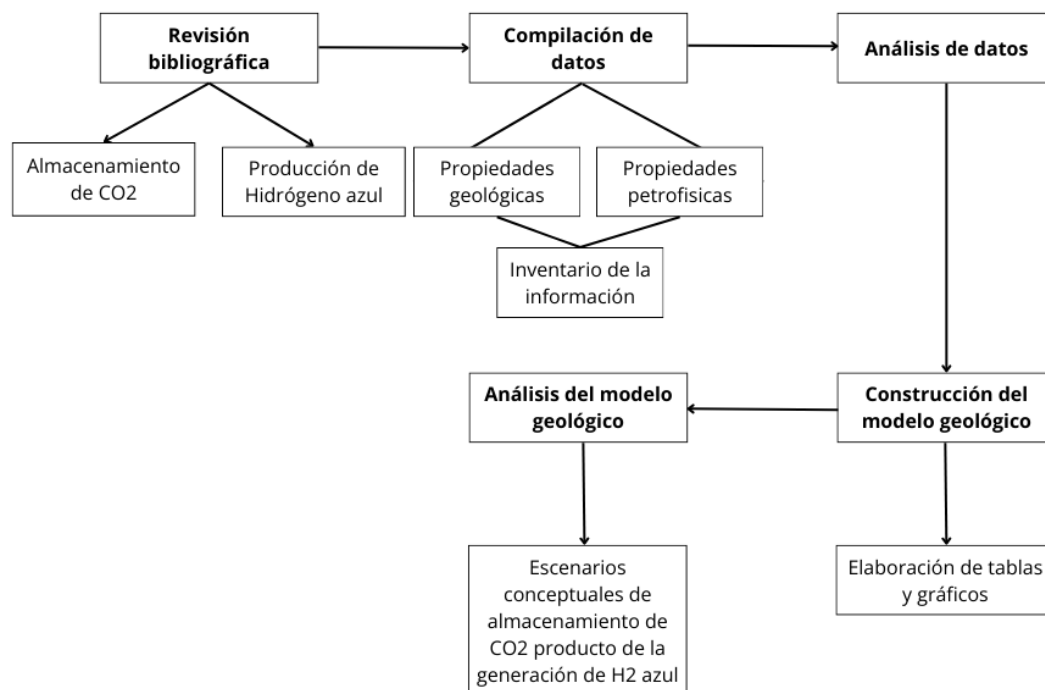 Revisión
bibliográfica
Compilación de
datos
Análisis de datos
Almacenamiento
de CO2
Producción de
Hidrógeno azul
Propiedades
geológicas
Propiedades
petrofisicas
Inventario de la
información
Análisis del modelo
geológico
Construcción del
modelo geológico
Escenarios
conceptuales de
almacenamiento de
CO2 producto de la
generación de H2 azul
Elaboración de tablas
y gráficos